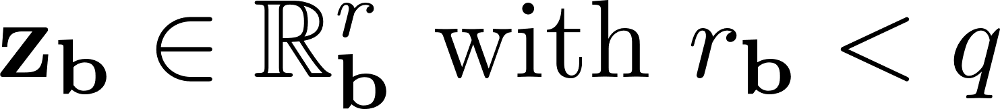 𝐳_𝐛 ∈ ℝ^r_𝐛 with r_𝐛 < q